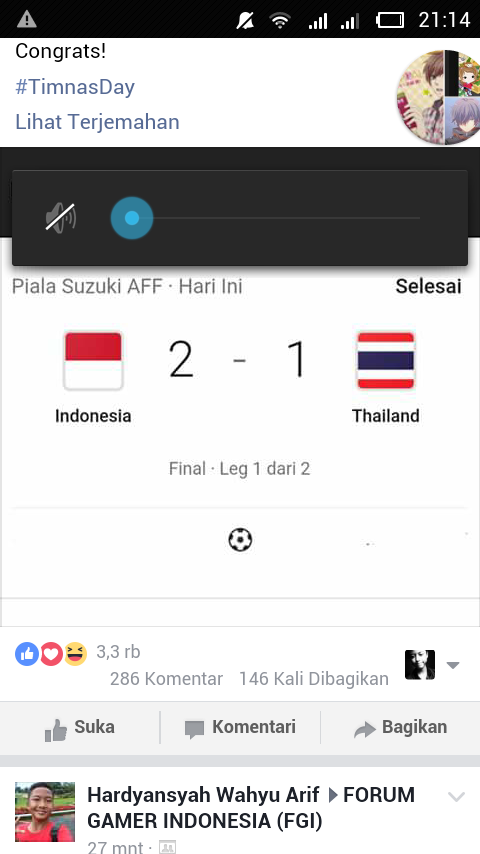 21:14
Congrats!
#TimnasDay
Lihat Terjemahan
Piala Suzuki AFF · Hari Ini Selesai
2 - 1
Indonesia Thailand
Final · Leg 1 dari 2
3,3 rb
286 Komentar 146 Kali Dibagikan
Suka Komentari Bagikan
Hardyansyah Wahyu Arif FORUM
GAMER INDONESIA (FGI)
27 mnt ·